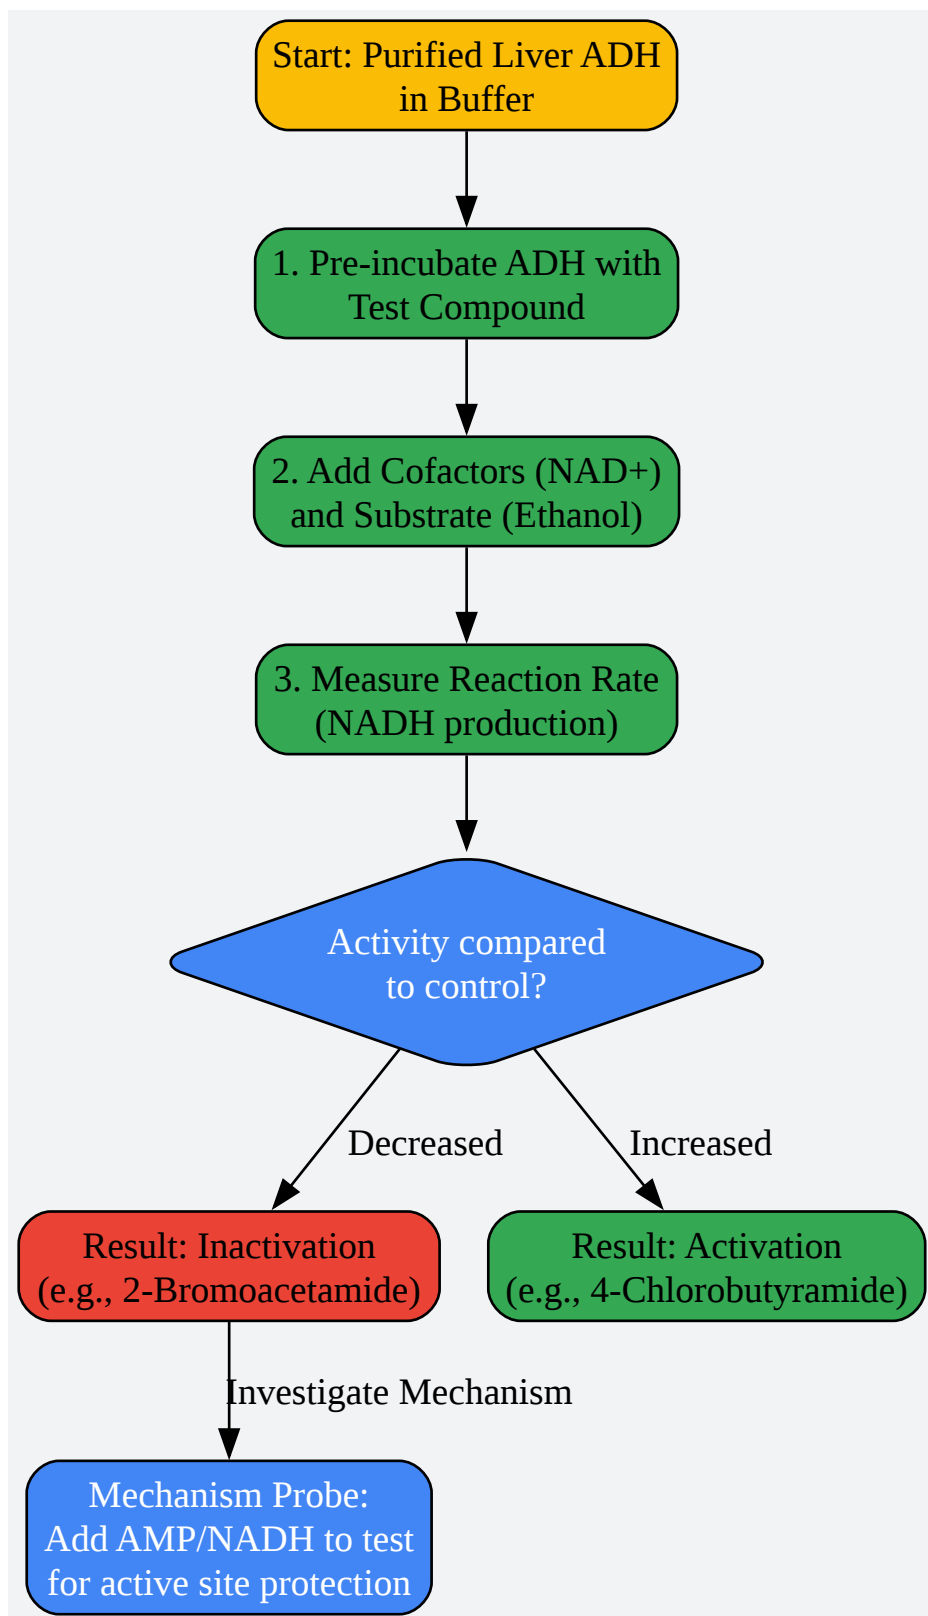 Start: Purified Liver ADH
in Buffer
1. Pre-incubate ADH with
Test Compound
2. Add Cofactors (NAD+)
and Substrate (Ethanol)
3. Measure Reaction Rate
(NADH production)
Activity compared
to control?
Decreased
Increased
Result: Inactivation
(e.g., 2-Bromoacetamide)
Result: Activation
(e.g., 4-Chlorobutyramide)
Investigate Mechanism
Mechanism Probe:
Add AMP/NADH to test
for active site protection